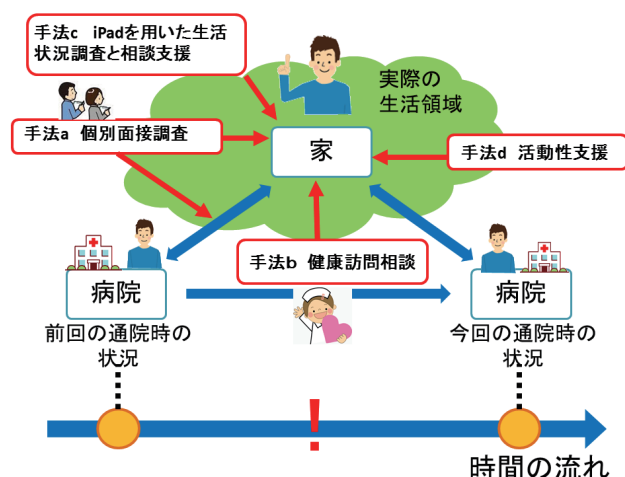 手法c iPadを用いた生活
状況調査と相談支援
実際の
生活領域
手法a 個別面接調査
家
手法d 活動性支援
手法b 健康訪問相談
病院
病院
前回の通院時の
状況
今回の通院時の
状況
!
時間の流れ